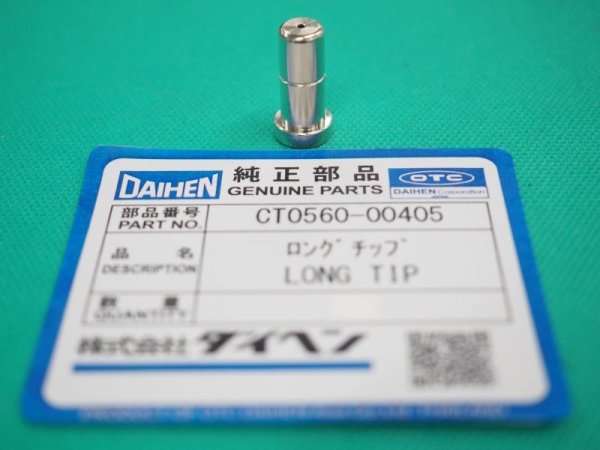 DAIHEN 純正部品 GENUINE PARTS OTC DAIHEN Corporation JAPAN
部品番号 PART NO. CT0560-00405
品名 DESCRIPTION ロングチップ LONG TIP
数量 QUANTITY
株式会社ダイヘン